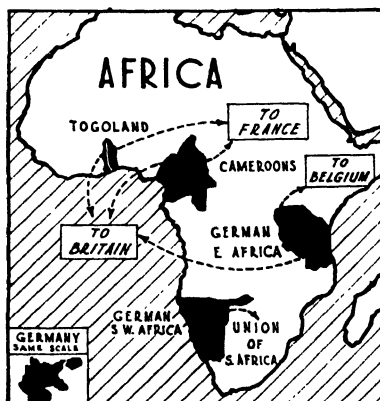 AFRICA
TOGOLAND
TO
FRANCE
CAMEROONS
TO
BELGIUM
TO
BRITAIN
GERMAN
E AFRICA
GERMAN
S.W. AFRICA
UNION
OF
S. AFRICA
GERMANY
SAME SCALE